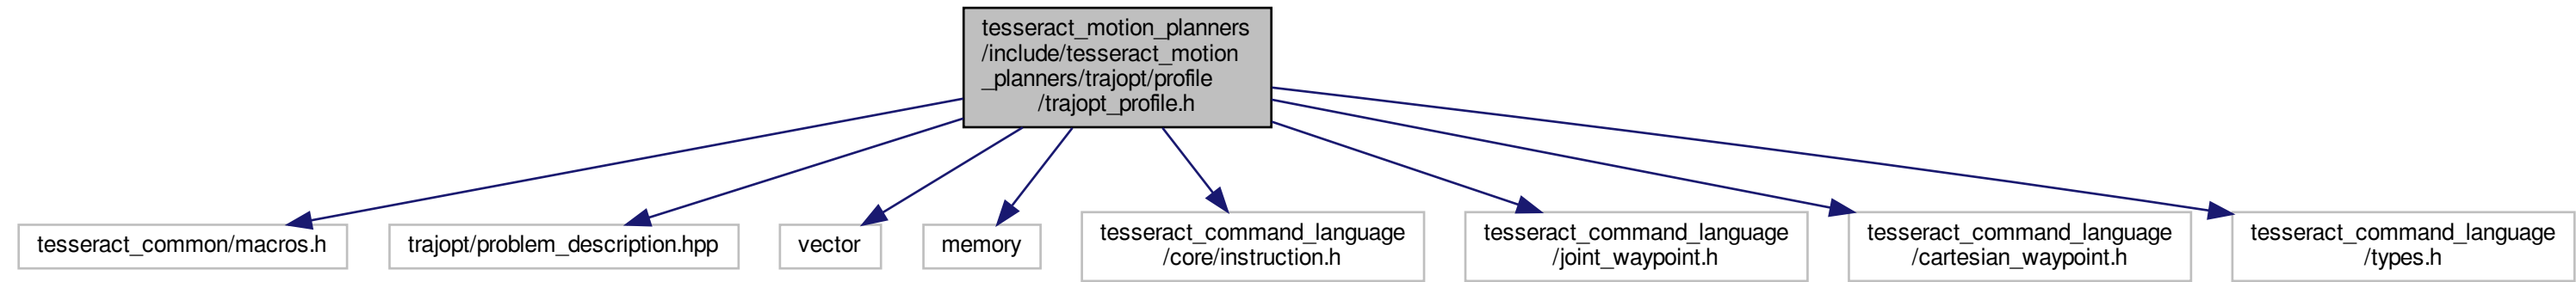 tesseract_motion_planners
/include/tesseract_motion
_planners/trajopt/profile
/trajopt_profile.h
tesseract_common/macros.h
trajopt/problem_description.hpp
vector
memory
tesseract_command_language
/core/instruction.h
tesseract_command_language
/joint_waypoint.h
tesseract_command_language
/cartesian_waypoint.h
tesseract_command_language
/types.h